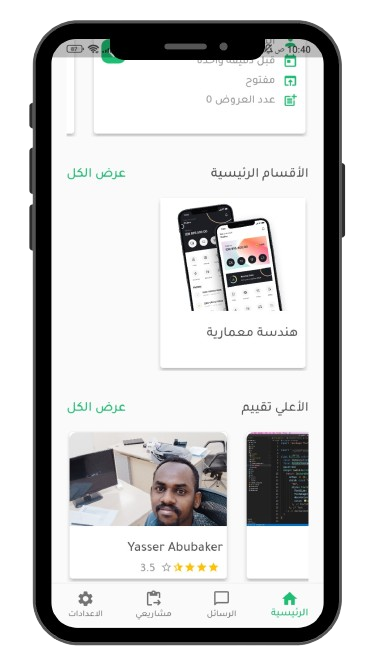 10:40 ص
87
قبل دقيقة واحدة
مفتوح
عدد العروض 0
الأقسام الرئيسية
عرض الكل
هندسة معمارية
الأعلي تقييم
عرض الكل
Yasser Abubaker
3.5
الرئيسية
الرسائل
مشاريعي
الاعدادات